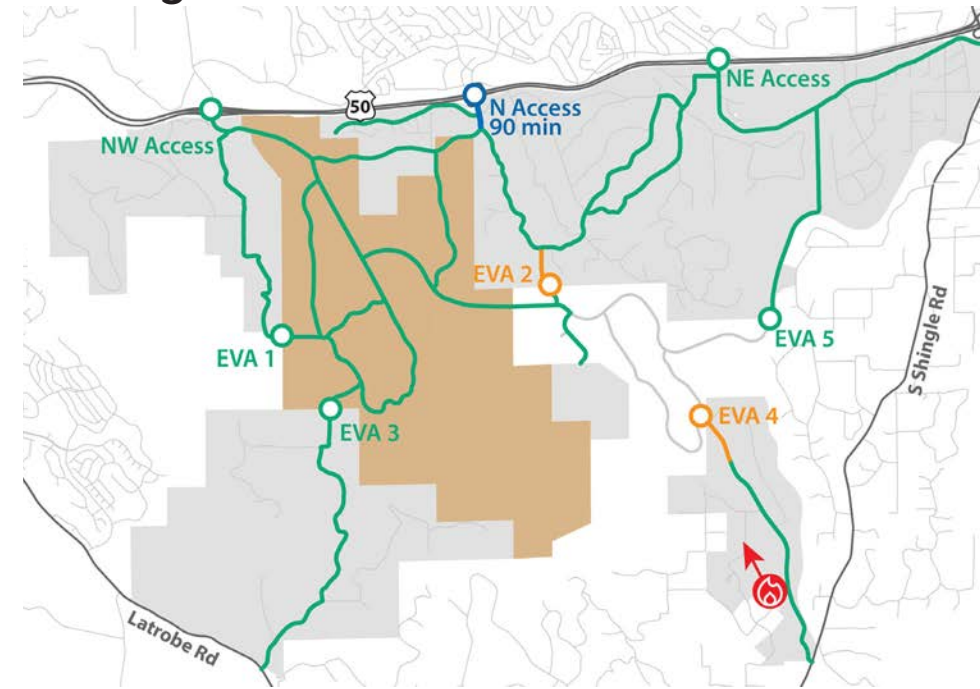 50
NE Access
N Access
90 min
NW Access
EVA 2
EVA 5
EVA 1
S Shingle Rd
EVA 4
EVA 3
Latrobe Rd